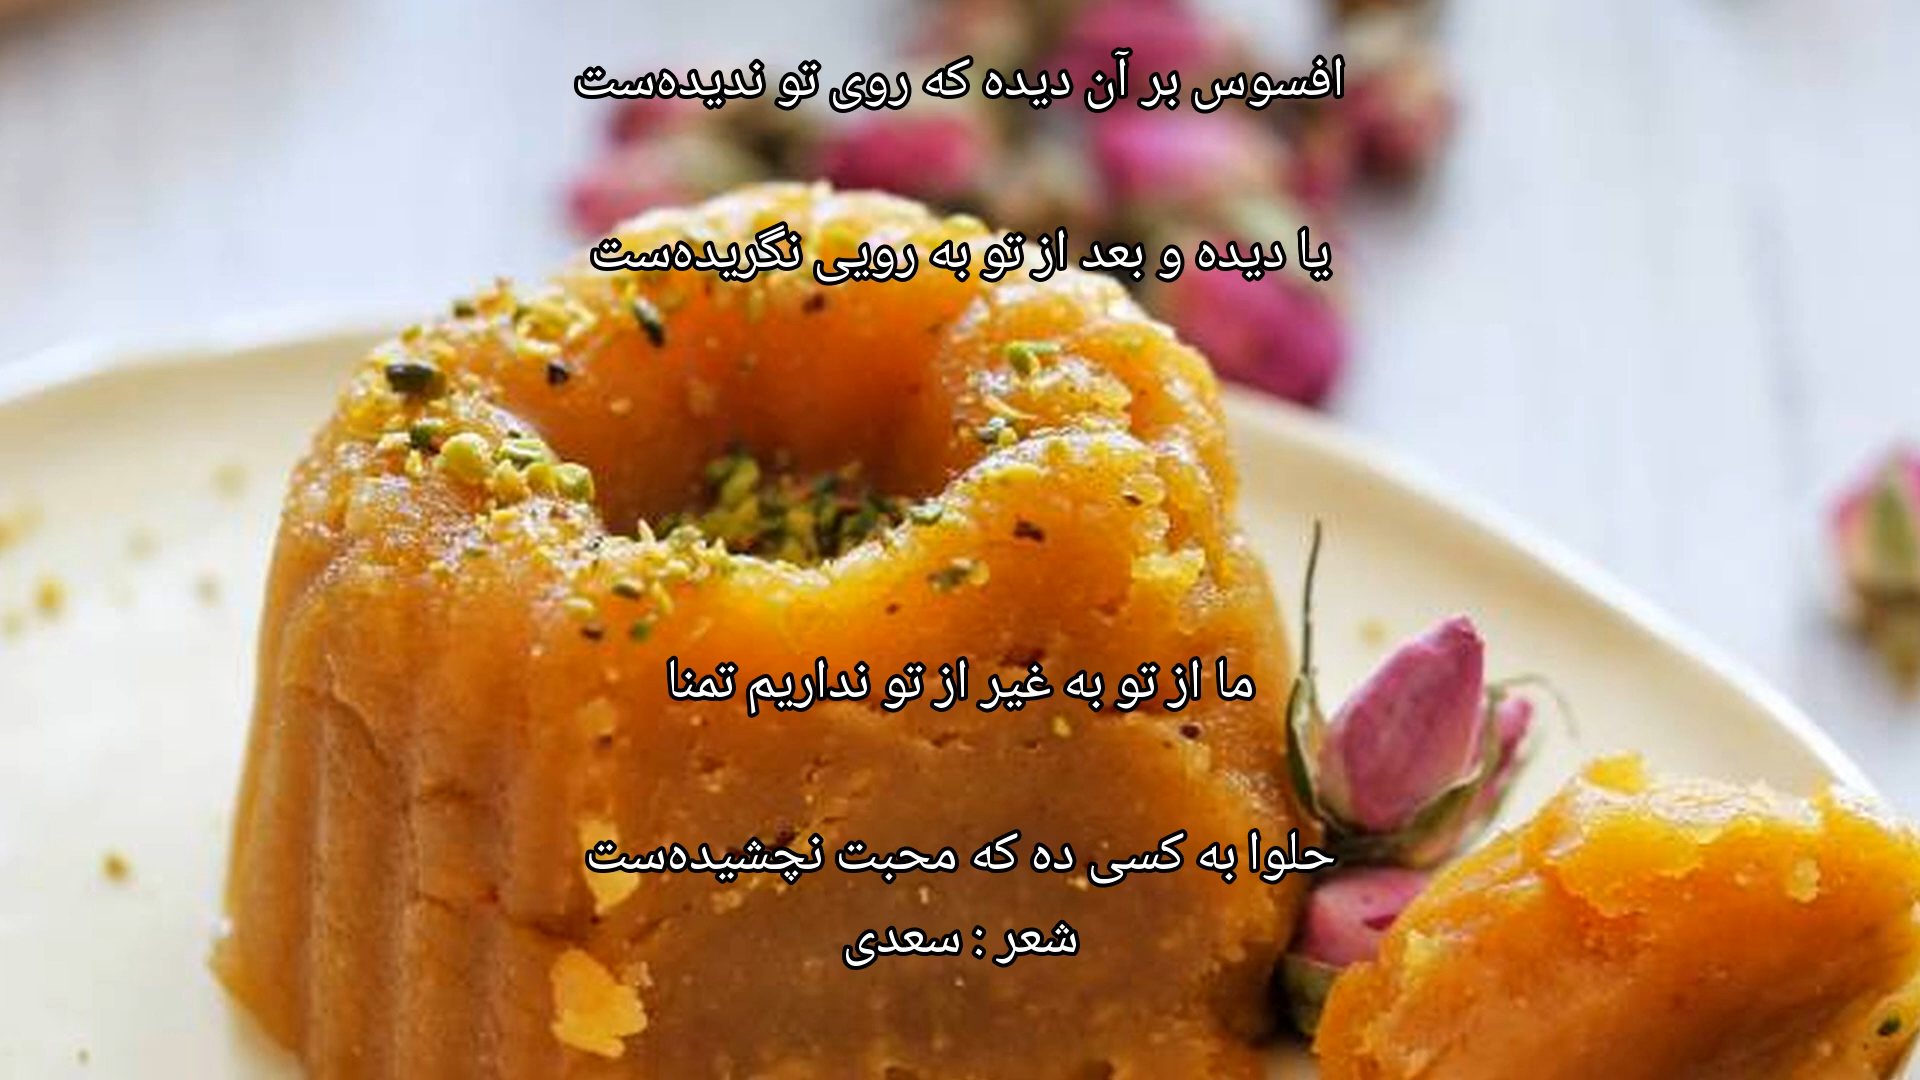 افسوس بر آن دیده که روی تو ندیده‌ست
یا دیده و بعد از تو به رویی نگریده‌ست
ما از تو به غیر از تو نداریم تمنا
حلوا به کسی ده که محبت نچشیده‌ست
شعر : سعدی